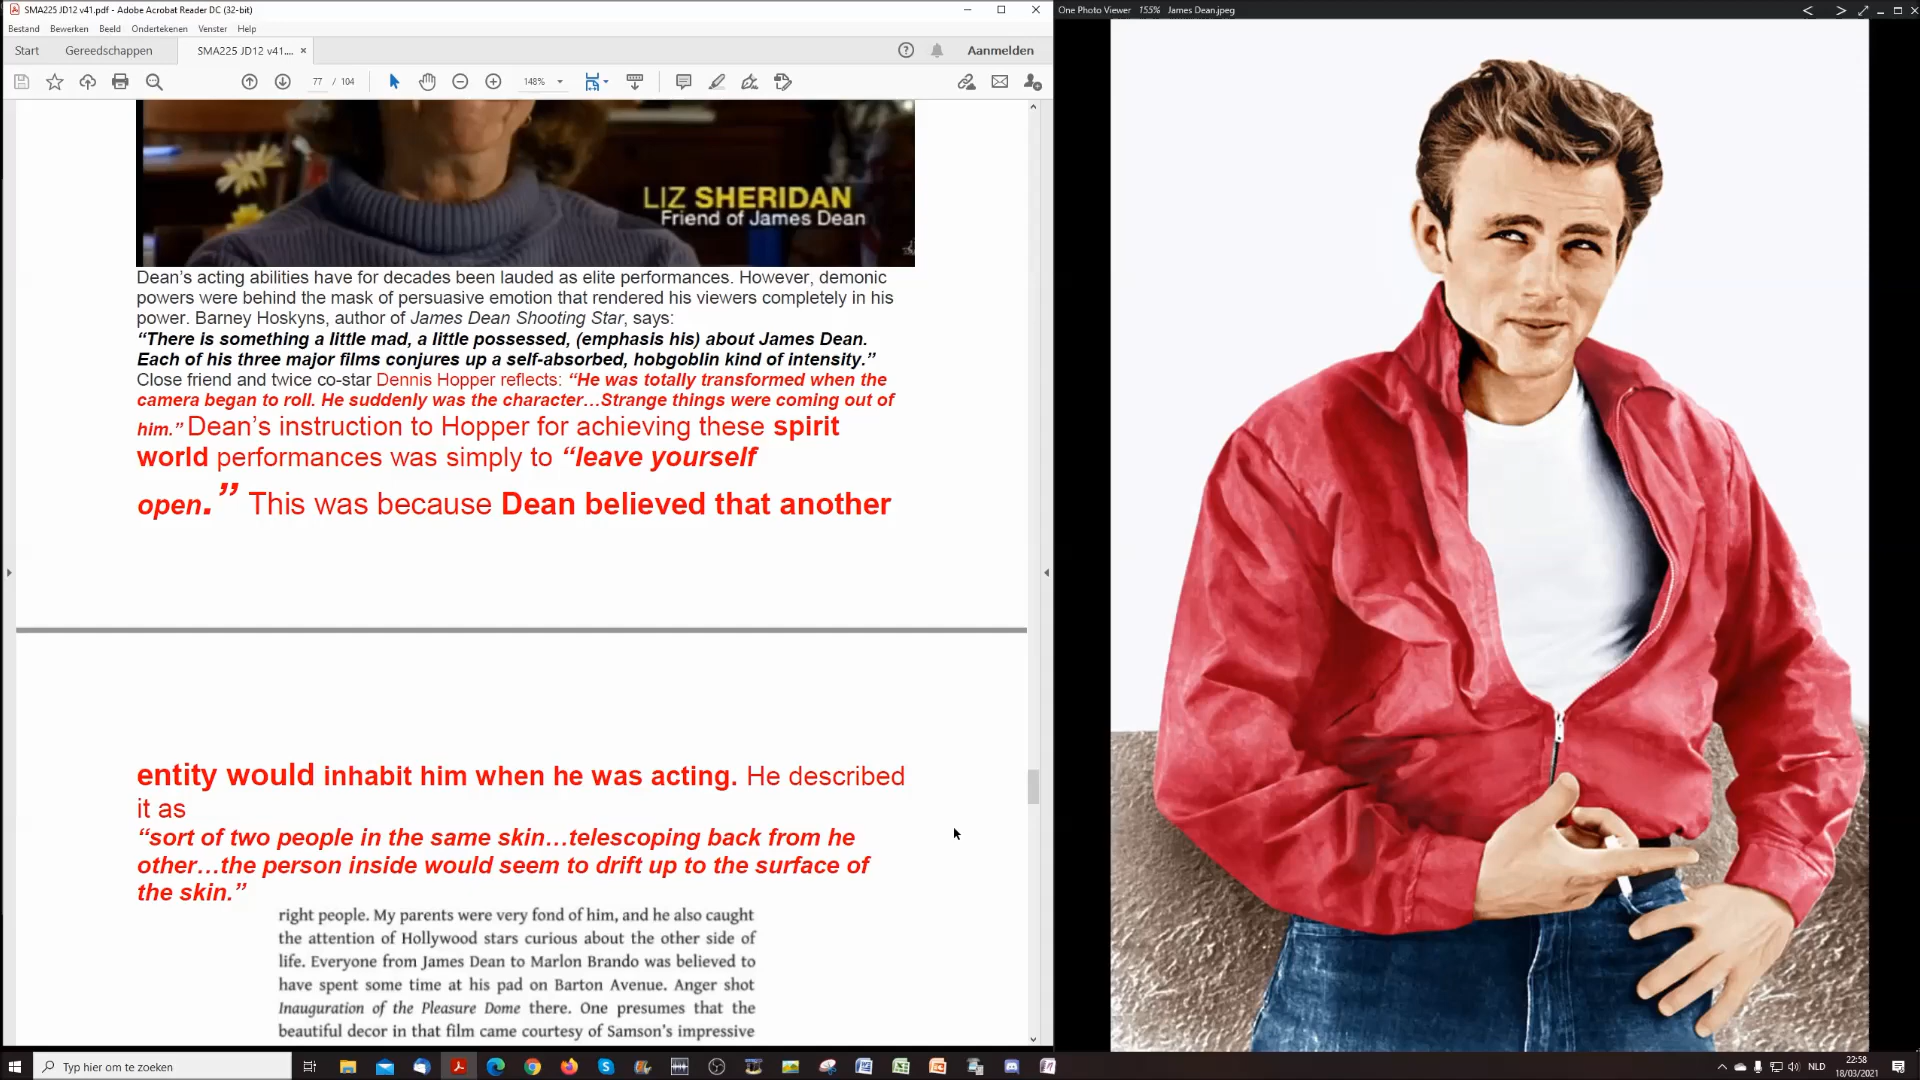 SMA225 JD12 v41.pdf - Adobe Acrobat Reader DC (32-bit)
Bestand Bewerken Beeld Ondertekenen Venster Help
Start Gereedschappen SMA225 JD12 v41.... × Aanmelden
77 / 104 148%
LIZ SHERIDAN
Friend of James Dean
Dean’s acting abilities have for decades been lauded as elite performances. However, demonic
powers were behind the mask of persuasive emotion that rendered his viewers completely in his
power. Barney Hoskyns, author of James Dean Shooting Star, says:
“There is something a little mad, a little possessed, (emphasis his) about James Dean.
Each of his three major films conjures up a self-absorbed, hobgoblin kind of intensity.”
Close friend and twice co-star Dennis Hopper reflects: “He was totally transformed when the
camera began to roll. He suddenly was the character…Strange things were coming out of
him.” Dean’s instruction to Hopper for achieving these spirit
world performances was simply to “leave yourself
open.” This was because Dean believed that another
entity would inhabit him when he was acting. He described
it as
“sort of two people in the same skin…telescoping back from he
other…the person inside would seem to drift up to the surface of
the skin.”
right people. My parents were very fond of him, and he also caught
the attention of Hollywood stars curious about the other side of
life. Everyone from James Dean to Marlon Brando was believed to
have spent some time at his pad on Barton Avenue. Anger shot
Inauguration of the Pleasure Dome there. One presumes that the
beautiful decor in that film came courtesy of Samson’s impressive
One Photo Viewer 155% James Dean.jpeg
Typ hier om te zoeken
NLD
22:58
18/03/2021